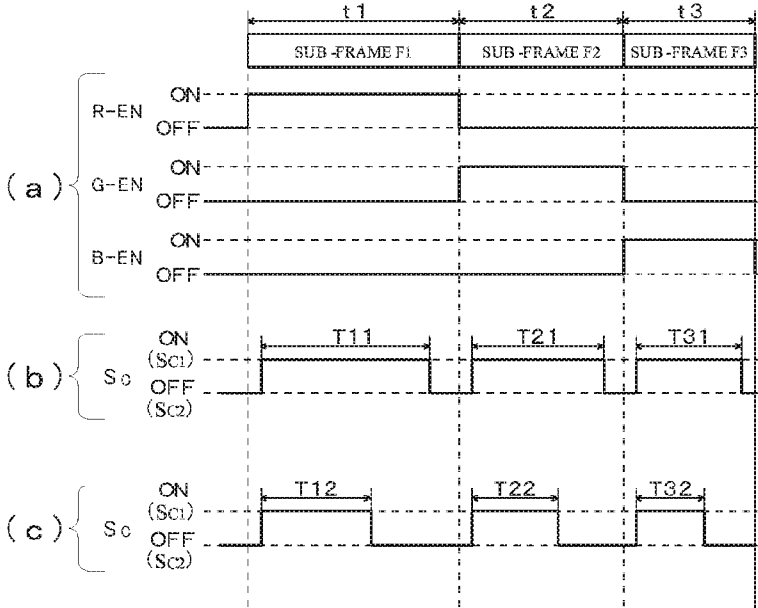 t1 t2 t3
SUB-FRAME F1 SUB-FRAME F2 SUB-FRAME F3
(a)
R-EN ON
OFF
G-EN ON
OFF
B-EN ON
OFF
(b) Sc
ON
(SC1)
OFF
(SC2)
T11 T21 T31
(c) Sc
ON
(SC1)
OFF
(SC2)
T12 T22 T32